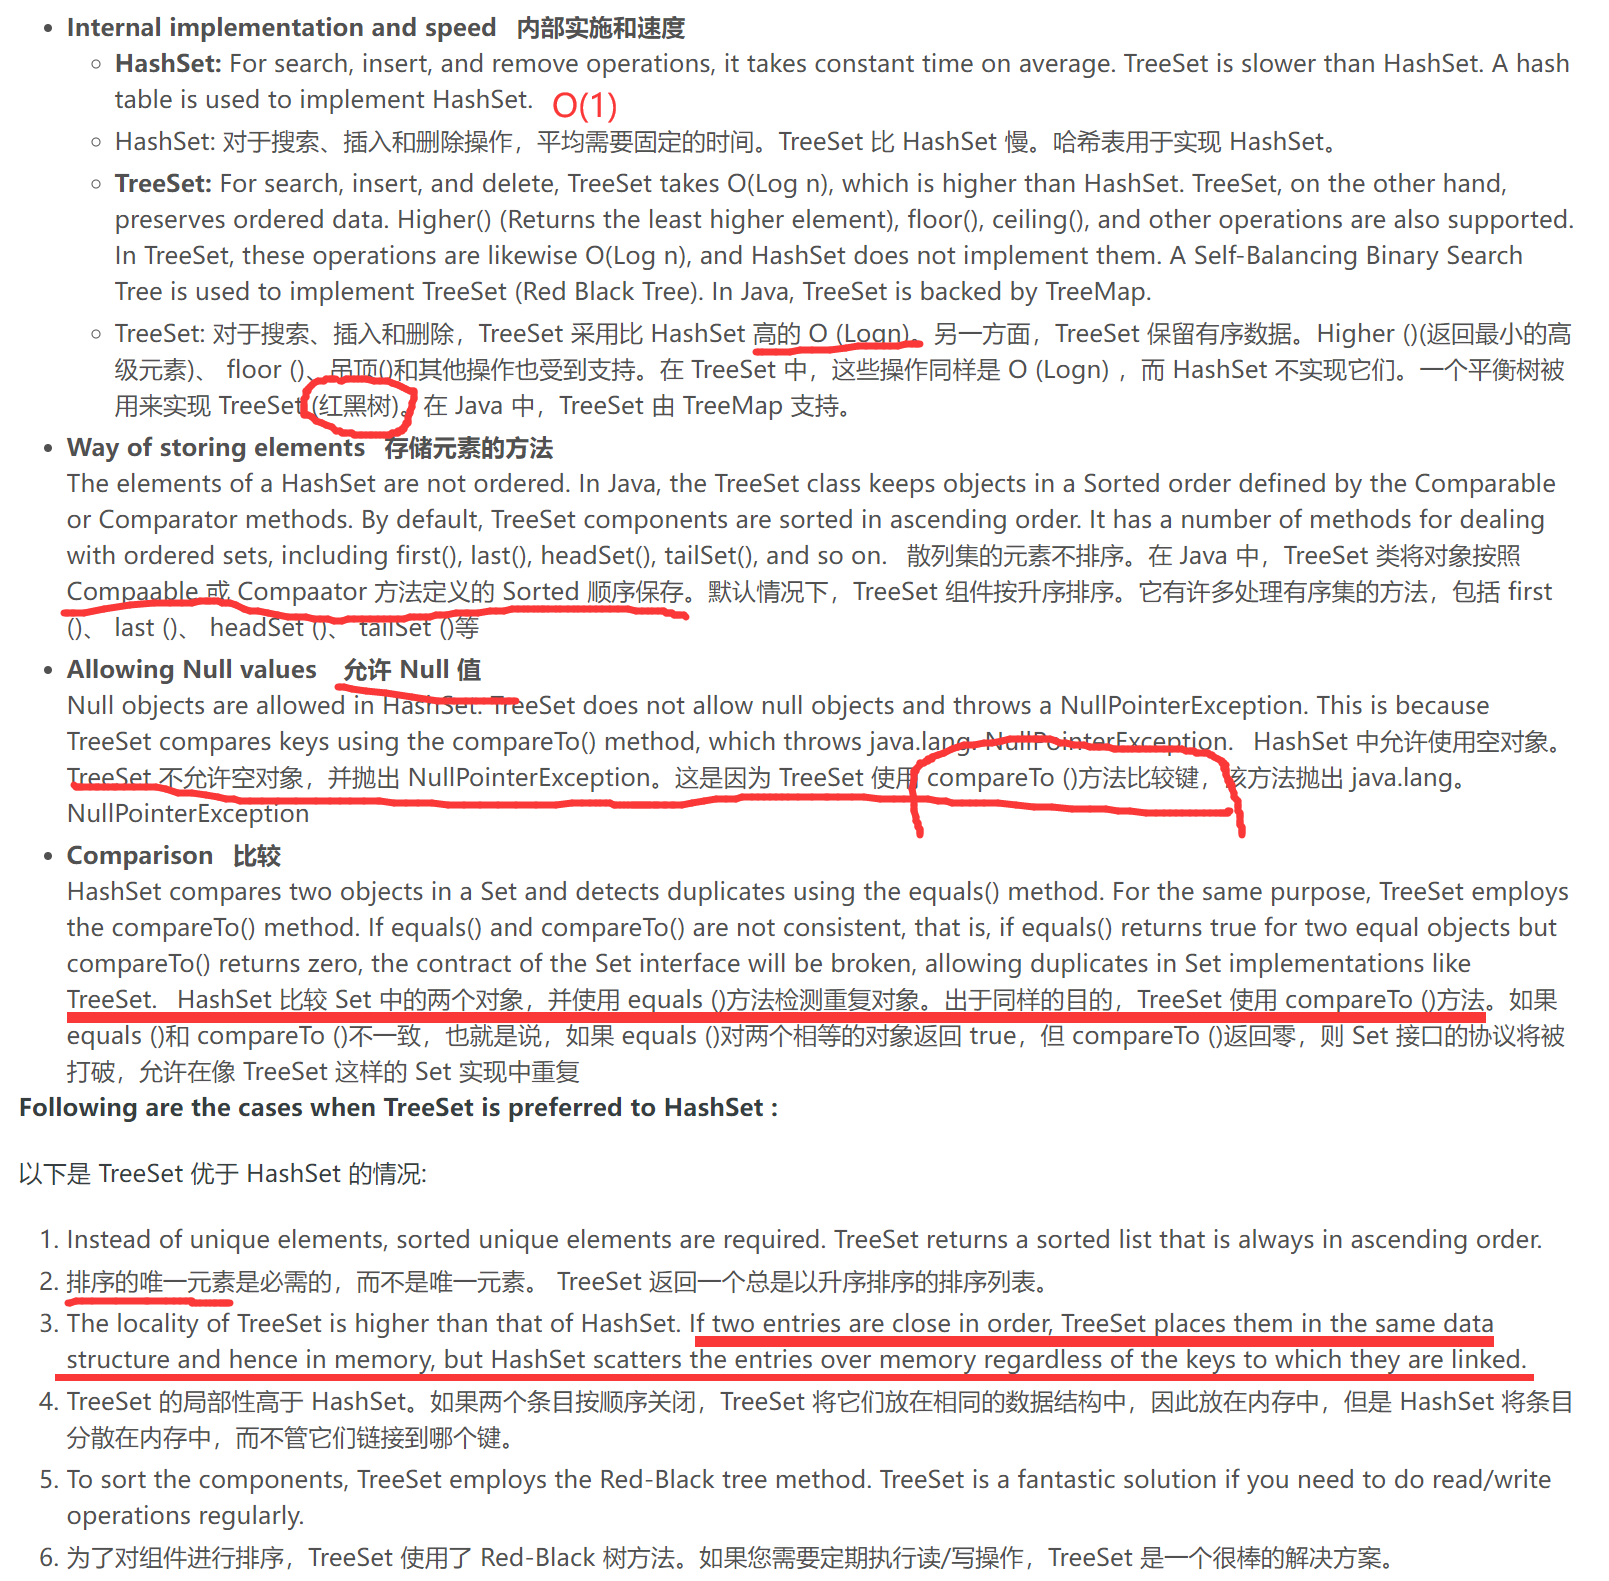 Internal implementation and speed 内部实施和速度
HashSet: For search, insert, and remove operations, it takes constant time on average. TreeSet is slower than HashSet. A hash
table is used to implement HashSet. O(1)
HashSet: 对于搜索、插入和删除操作，平均需要固定的时间。TreeSet 比 HashSet 慢。哈希表用于实现 HashSet。
TreeSet: For search, insert, and delete, TreeSet takes O(Log n), which is higher than HashSet. TreeSet, on the other hand,
preserves ordered data. Higher() (Returns the least higher element), floor(), ceiling(), and other operations are also supported.
In TreeSet, these operations are likewise O(Log n), and HashSet does not implement them. A Self-Balancing Binary Search
Tree is used to implement TreeSet (Red Black Tree). In Java, TreeSet is backed by TreeMap.
TreeSet: 对于搜索、插入和删除，TreeSet 采用比 HashSet 高的 O (Logn)。另一方面，TreeSet 保留有序数据。Higher ()(返回最小的高
级元素)、 floor ()、吊顶()和其他操作也受到支持。在 TreeSet 中，这些操作同样是 O (Logn) ，而 HashSet 不实现它们。一个平衡树被
用来实现 TreeSet (红黑树)。在 Java 中，TreeSet 由 TreeMap 支持。
Way of storing elements 存储元素的方法
The elements of a HashSet are not ordered. In Java, the TreeSet class keeps objects in a Sorted order defined by the Comparable
or Comparator methods. By default, TreeSet components are sorted in ascending order. It has a number of methods for dealing
with ordered sets, including first(), last(), headSet(), tailSet(), and so on. 散列集的元素不排序。在 Java 中，TreeSet 类将对象按照
Compaable 或 Compaator 方法定义的 Sorted 顺序保存。默认情况下，TreeSet 组件按升序排序。它有许多处理有序集的方法，包括 first
()、 last ()、 headSet ()、 tailSet ()等
Allowing Null values 允许 Null 值
Null objects are allowed in HashSet. TreeSet does not allow null objects and throws a NullPointerException. This is because
TreeSet compares keys using the compareTo() method, which throws java.lang. NullPointerException. HashSet 中允许使用空对象。
TreeSet 不允许空对象，并抛出 NullPointerException。这是因为 TreeSet 使用 compareTo ()方法比较键，该方法抛出 java.lang。
NullPointerException
Comparison 比较
HashSet compares two objects in a Set and detects duplicates using the equals() method. For the same purpose, TreeSet employs
the compareTo() method. If equals() and compareTo() are not consistent, that is, if equals() returns true for two equal objects but
compareTo() returns zero, the contract of the Set interface will be broken, allowing duplicates in Set implementations like
TreeSet. HashSet 比较 Set 中的两个对象，并使用 equals ()方法检测重复对象。出于同样的目的，TreeSet 使用 compareTo ()方法。如果
equals ()和 compareTo ()不一致，也就是说，如果 equals ()对两个相等的对象返回 true，但 compareTo ()返回零，则 Set 接口的协议将被
打破，允许在像 TreeSet 这样的 Set 实现中重复
Following are the cases when TreeSet is preferred to HashSet :
以下是 TreeSet 优于 HashSet 的情况:
1. Instead of unique elements, sorted unique elements are required. TreeSet returns a sorted list that is always in ascending order.
2. 排序的唯一元素是必需的，而不是唯一元素。 TreeSet 返回一个总是以升序排序的排序列表。
3. The locality of TreeSet is higher than that of HashSet. If two entries are close in order, TreeSet places them in the same data
structure and hence in memory, but HashSet scatters the entries over memory regardless of the keys to which they are linked.
4. TreeSet 的局部性高于 HashSet。如果两个条目按顺序关闭，TreeSet 将它们放在相同的数据结构中，因此放在内存中，但是 HashSet 将条目
分散在内存中，而不管它们链接到哪个键。
5. To sort the components, TreeSet employs the Red-Black tree method. TreeSet is a fantastic solution if you need to do read/write
operations regularly.
6. 为了对组件进行排序，TreeSet 使用了 Red-Black 树方法。如果您需要定期执行读/写操作，TreeSet 是一个很棒的解决方案。